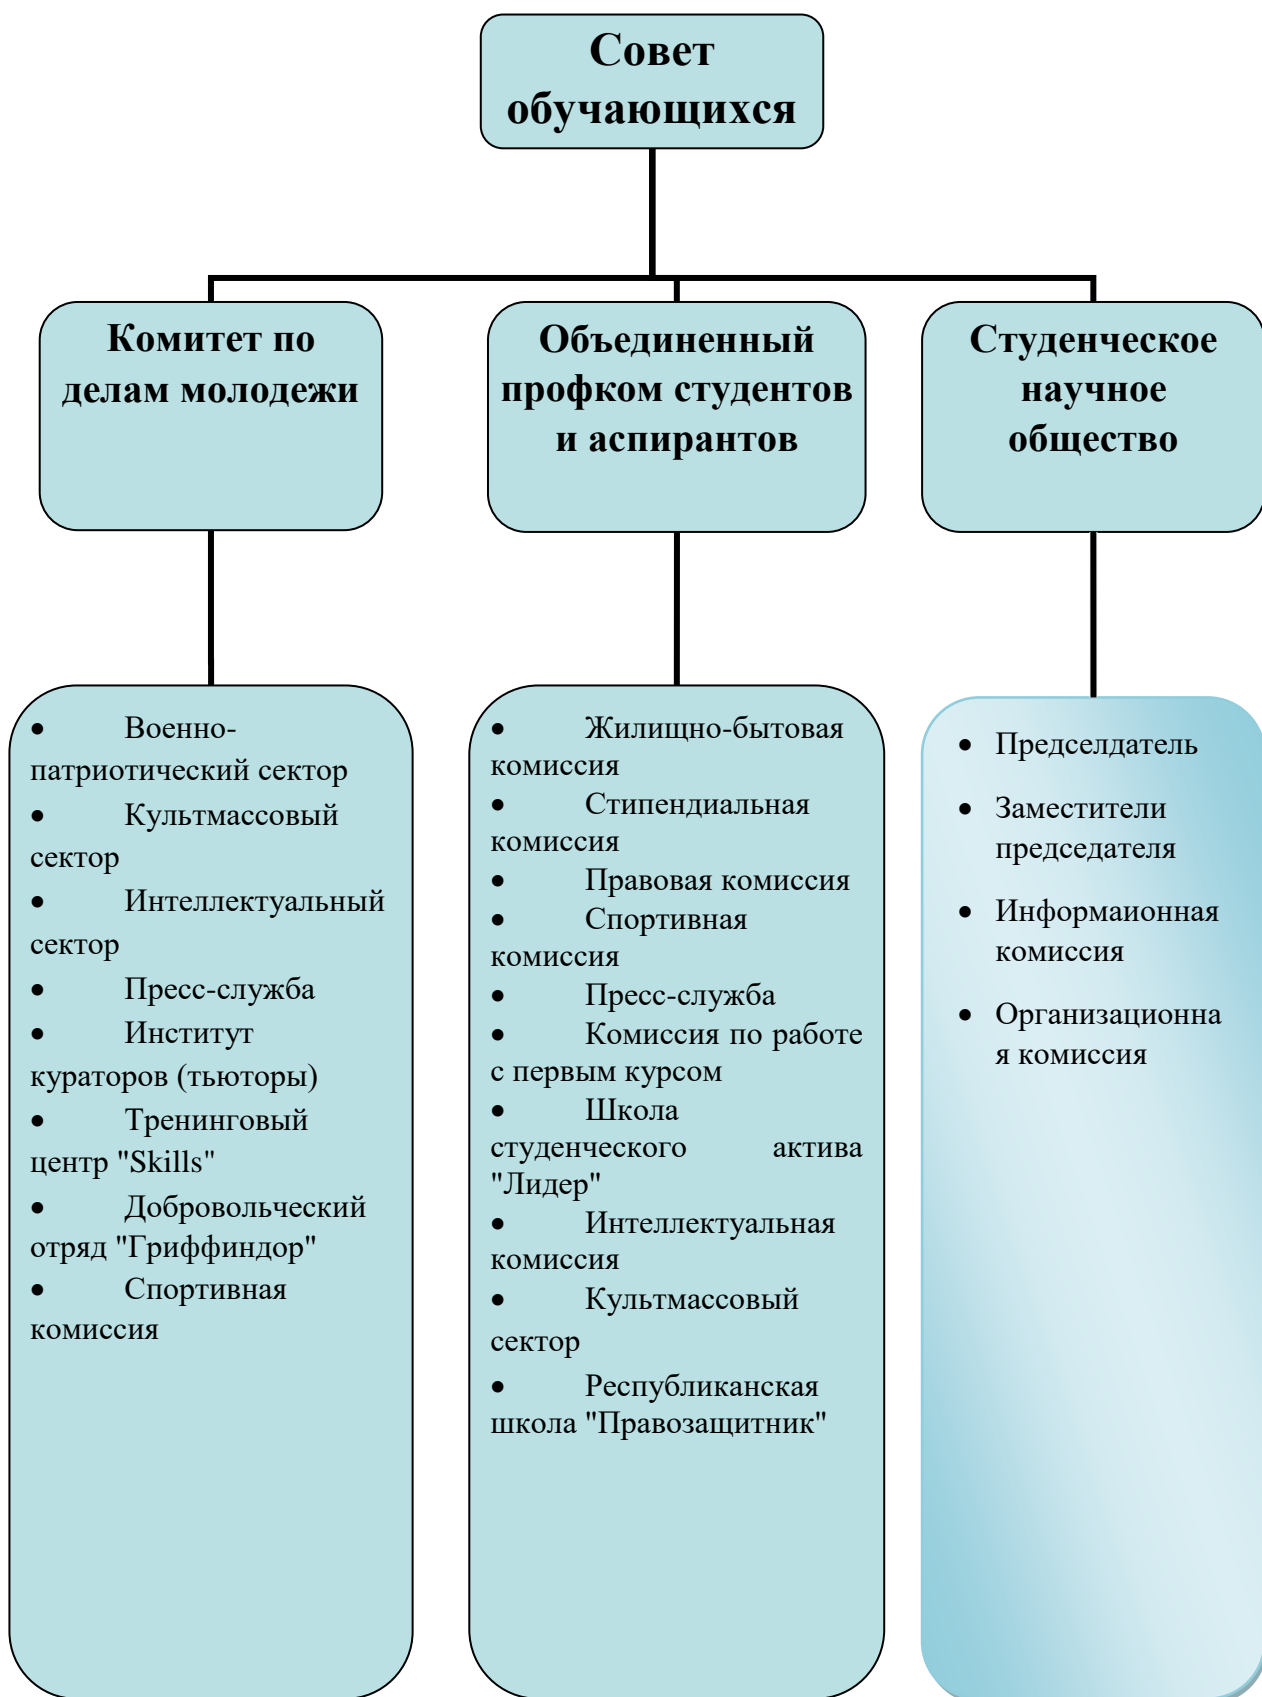 Совет
обучающихся
Комитет по
делам молодежи
Объединенный
профком студентов
и аспирантов
Студенческое
научное
общество
• Военно-
патриотический сектор
• Культмассовый
сектор
• Интеллектуальный
сектор
• Пресс-служба
• Институт
кураторов (тьюторы)
• Тренинговый
центр "Skills"
• Добровольческий
отряд "Гриффиндор"
• Спортивная
комиссия
• Жилищно-бытовая
комиссия
• Стипендиальная
комиссия
• Правовая комиссия
• Спортивная
комиссия
• Пресс-служба
• Комиссия по работе
с первым курсом
• Школа
студенческого актива
"Лидер"
• Интеллектуальная
комиссия
• Культмассовый
сектор
• Республиканская
школа "Правозащитник"
• Преселдатель
• Заместители
председателя
• Информаионная
комиссия
• Организационна
я комиссия